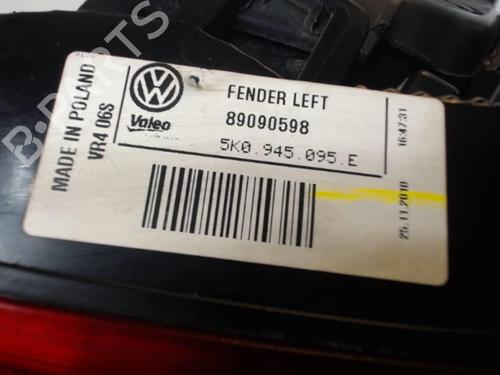 MADE IN POLAND
VR4 06S
Valeo
FENDER LEFT
89090598
5K0.945.095.E
16:47:31
25.11.2010
B-PARTS